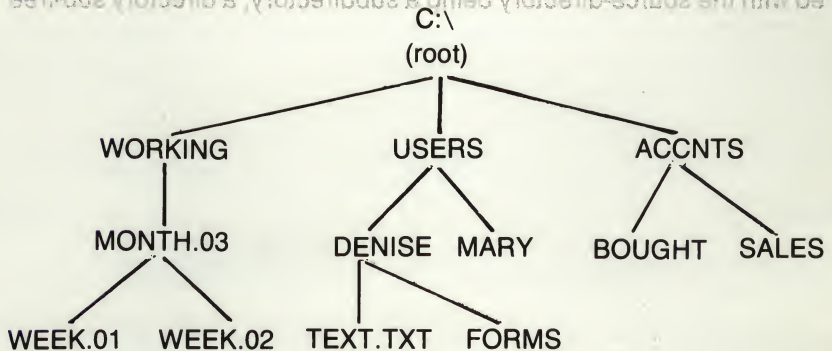 C:\
(root)
WORKING USERS ACCNTS
MONTH.03 DENISE MARY BOUGHT SALES
WEEK.01 WEEK.02 TEXT.TXT FORMS